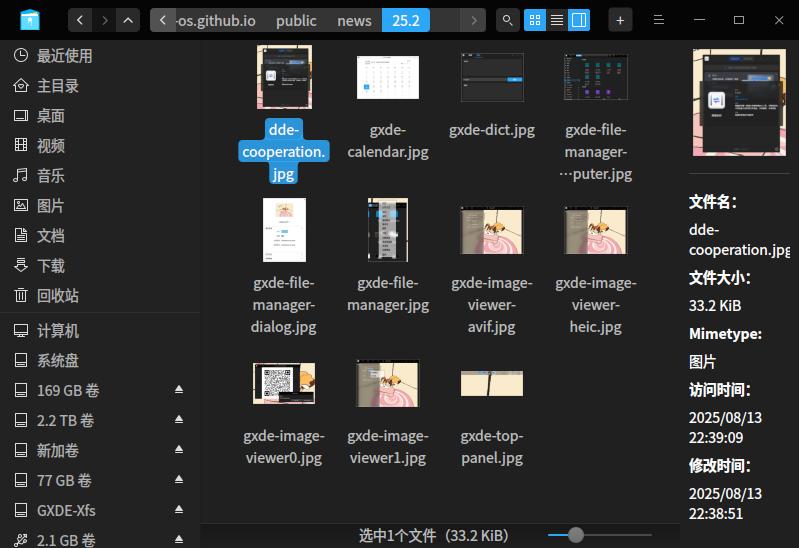 -os.github.io public news 25.2
最近使用
主目录
桌面
视频
音乐
图片
文档
下载
回收站
计算机
系统盘
169 GB 卷
2.2 TB 卷
新加卷
77 GB 卷
GXDE-Xfs
2.1 GB 卷
dde-
cooperation.
jpg
gxde-
calendar.jpg
gxde-dict.jpg
gxde-file-
manager-
⋯puter.jpg
gxde-file-
manager-
dialog.jpg
gxde-file-
manager.jpg
gxde-image-
viewer-
avif.jpg
gxde-image-
viewer-
heic.jpg
gxde-image-
viewer0.jpg
gxde-image-
viewer1.jpg
gxde-top-
panel.jpg
选中1个文件（33.2 KiB）
文件名：
dde-
cooperation.jpg
文件大小：
33.2 KiB
Mimetype:
图片
访问时间：
2025/08/13
22:39:09
修改时间：
2025/08/13
22:38:51